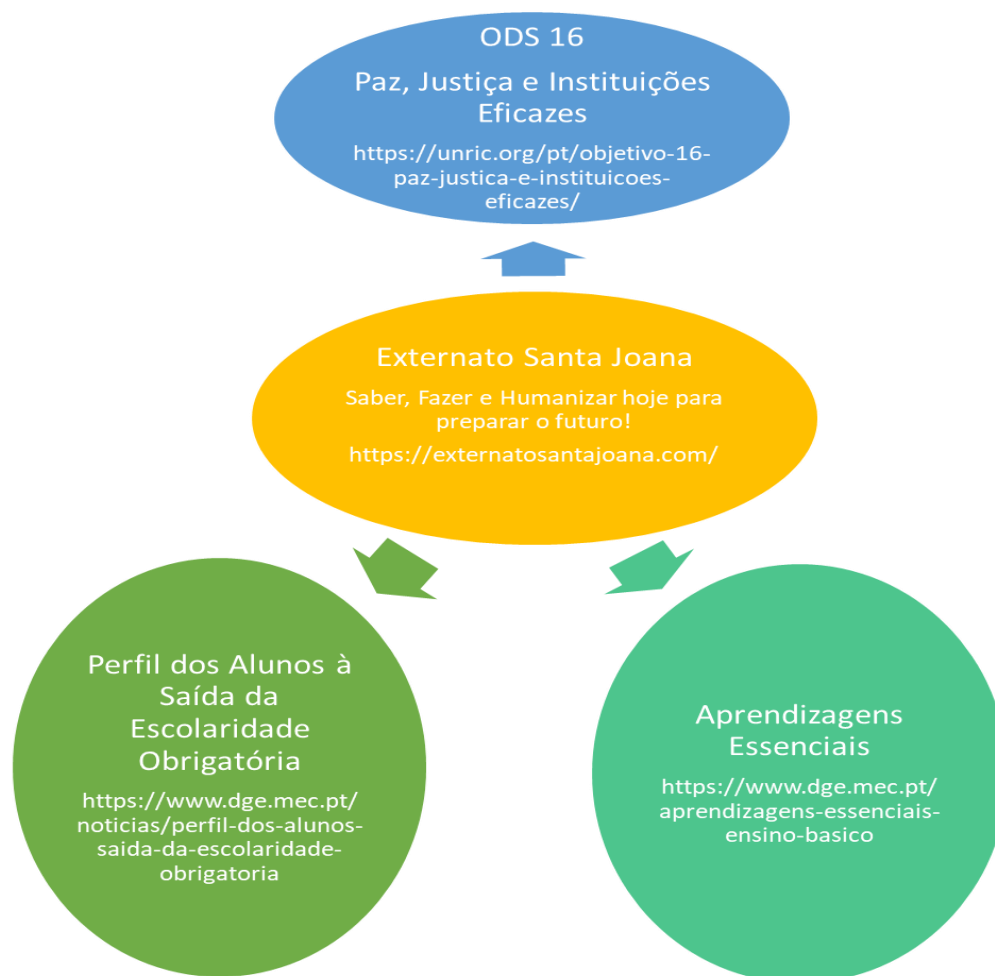 ODS 16
Paz, Justiça e Instituições
Eficazes
https://unric.org/pt/objetivo-16-
paz-justica-e-instituicoes-
eficazes/
Externato Santa Joana
Saber, Fazer e Humanizar hoje para
preparar o futuro!
https://externatosantajoana.com/
Perfil dos Alunos à
Saída da
Escolaridade
Obrigatória
https://www.dge.mec.pt/
noticias/perfil-dos-alunos-
saida-da-escolaridade-
obrigatoria
Aprendizagens
Essenciais
https://www.dge.mec.pt/
aprendizagens-essenciais-
ensino-basico